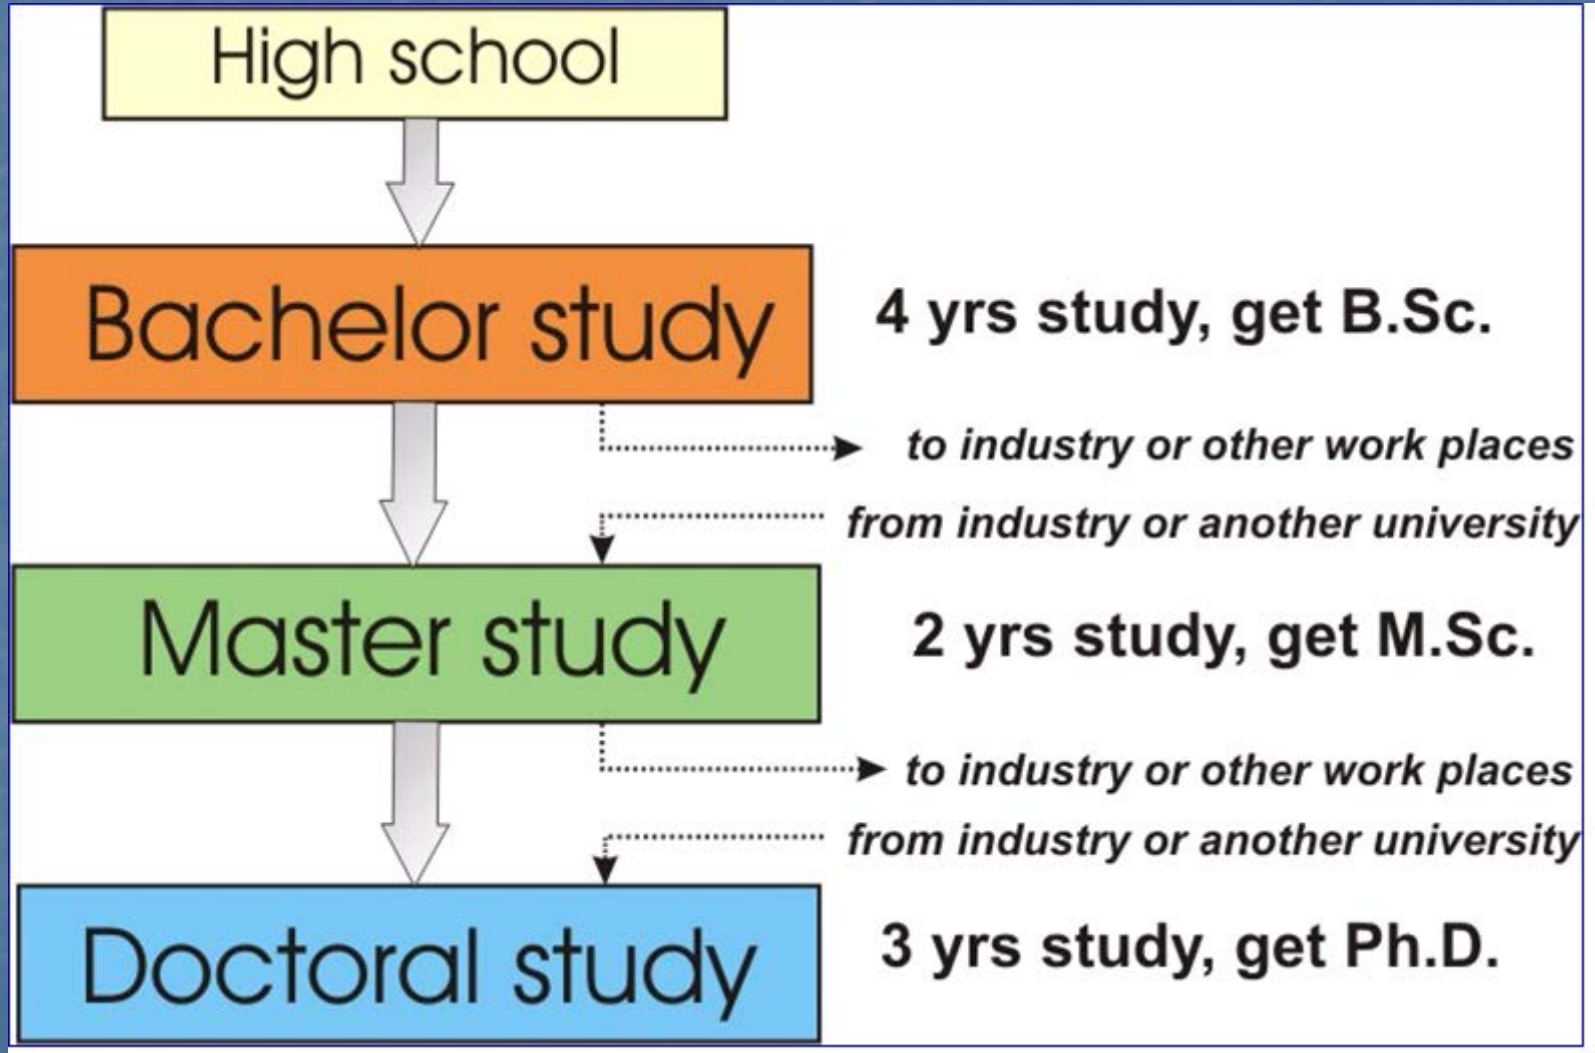 High school
Bachelor study
4 yrs study, get B.Sc.
to industry or other work places
from industry or another university
Master study
2 yrs study, get M.Sc.
to industry or other work places
from industry or another university
Doctoral study
3 yrs study, get Ph.D.